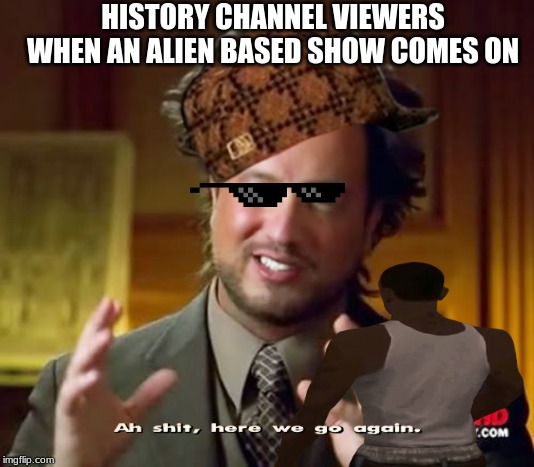 HISTORY CHANNEL VIEWERS
WHEN AN ALIEN BASED SHOW COMES ON
Ah shit, here we go again.
.COM
imgflip.com